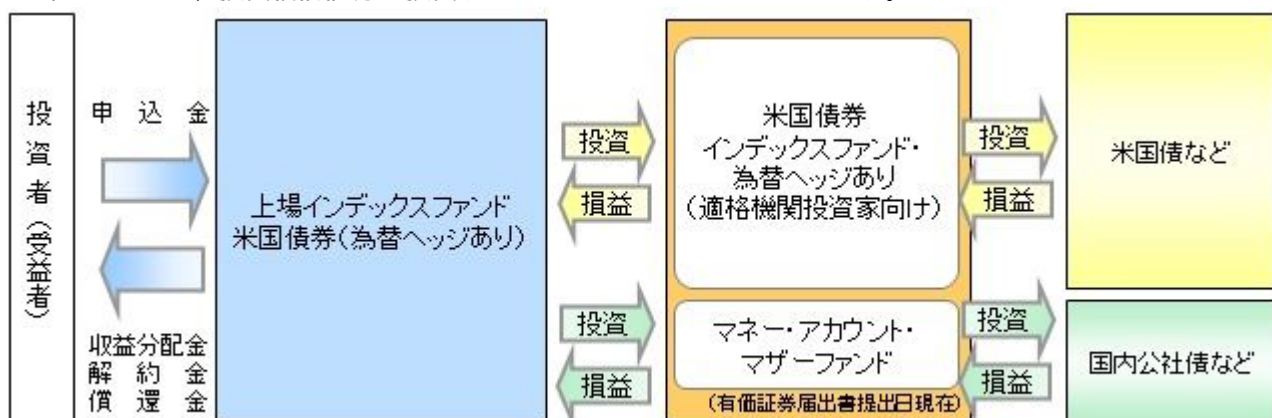 投資者(受益者)
申込金
収益分配金
解約金
償還金
上場インデックスファンド
米国債券(為替ヘッジあり)
投資
損益
投資
損益
米国債券
インデックスファンド・
為替ヘッジあり
(適格機関投資家向け)
マネー・アカウント・
マザーファンド
(有価証券届出書提出日現在)
投資
損益
投資
損益
米国債など
国内公社債など